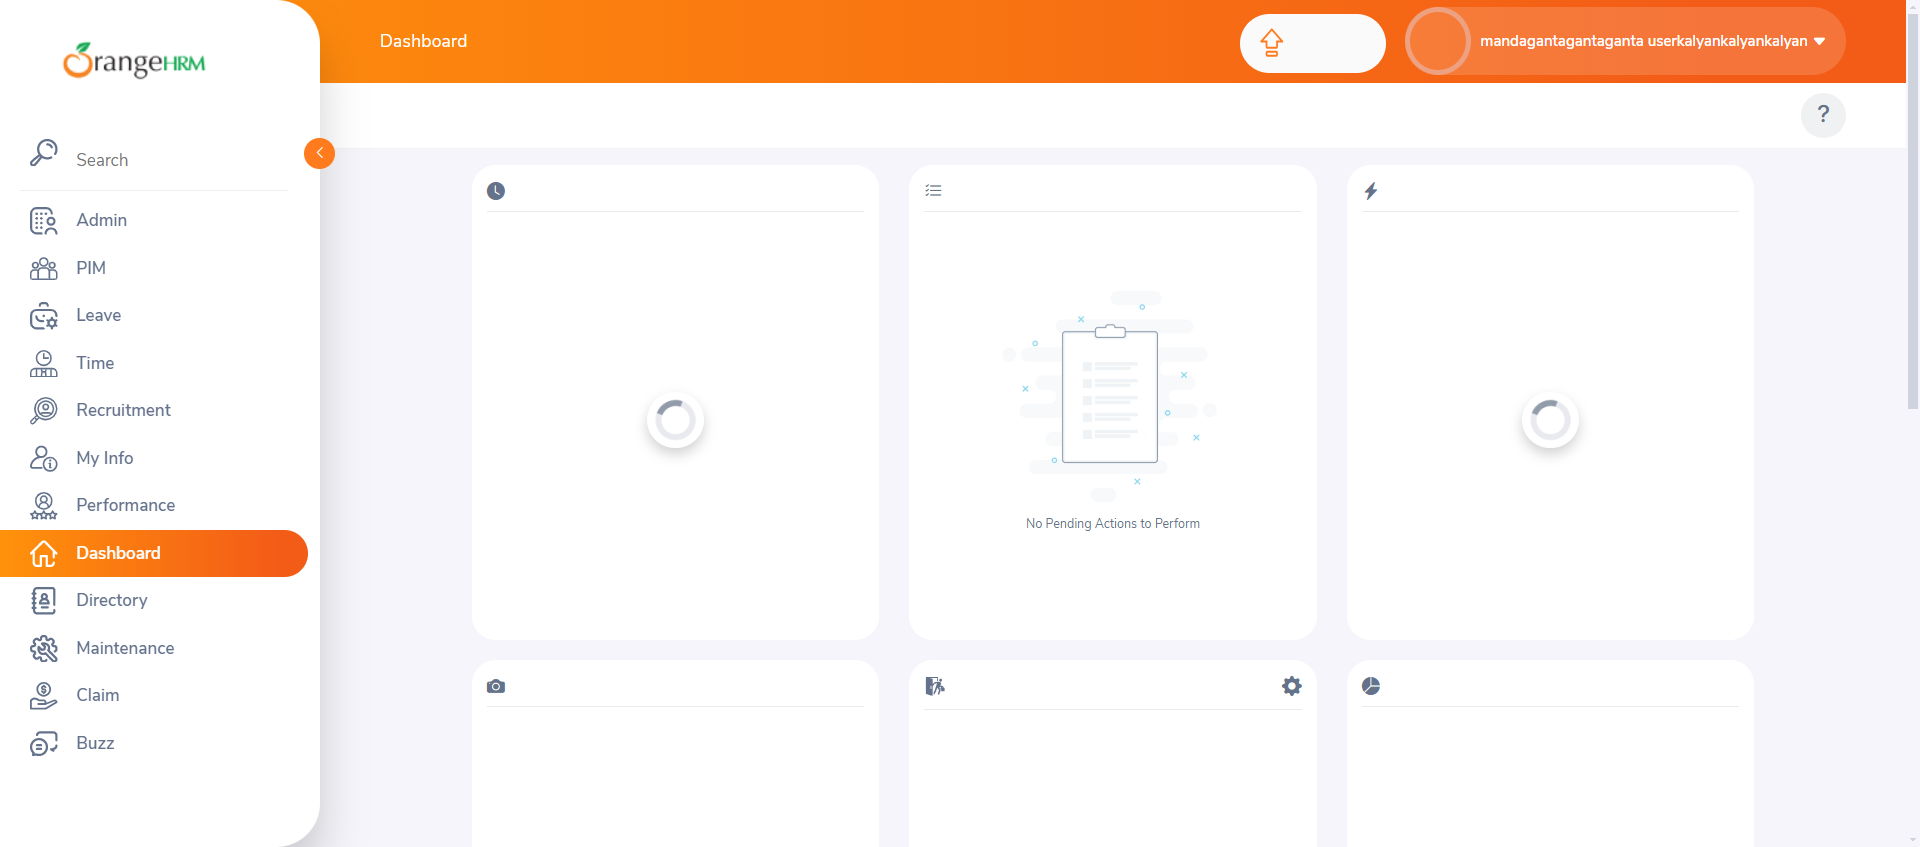 OrangeHRM
Dashboard
mandagantagantaganta userkalyankalyankalyan
?
Search
Admin
PIM
Leave
Time
Recruitment
My Info
Performance
Dashboard
Directory
Maintenance
Claim
Buzz
No Pending Actions to Perform